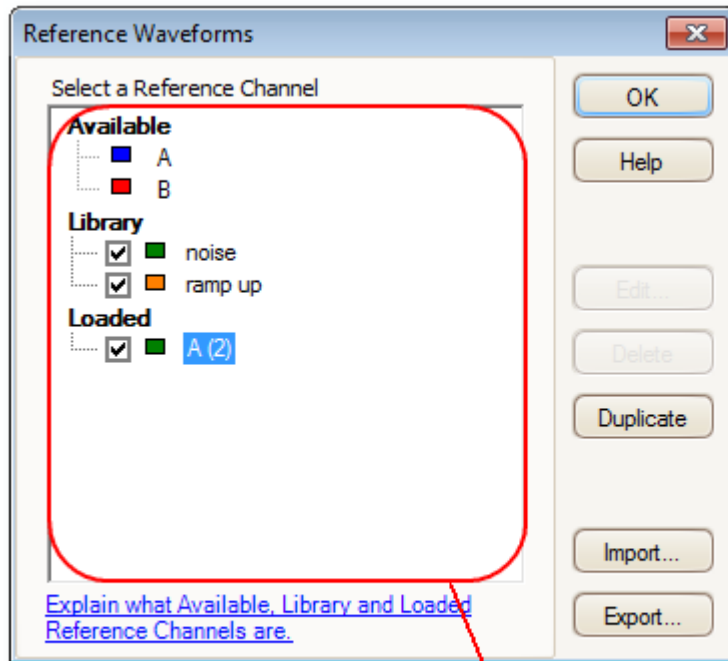 Reference Waveforms
Select a Reference Channel
Available
A
B
Library
noise
ramp up
Loaded
A (2)
Explain what Available, Library and Loaded
Reference Channels are.
OK
Help
Edit...
Delete
Duplicate
Import...
Export...